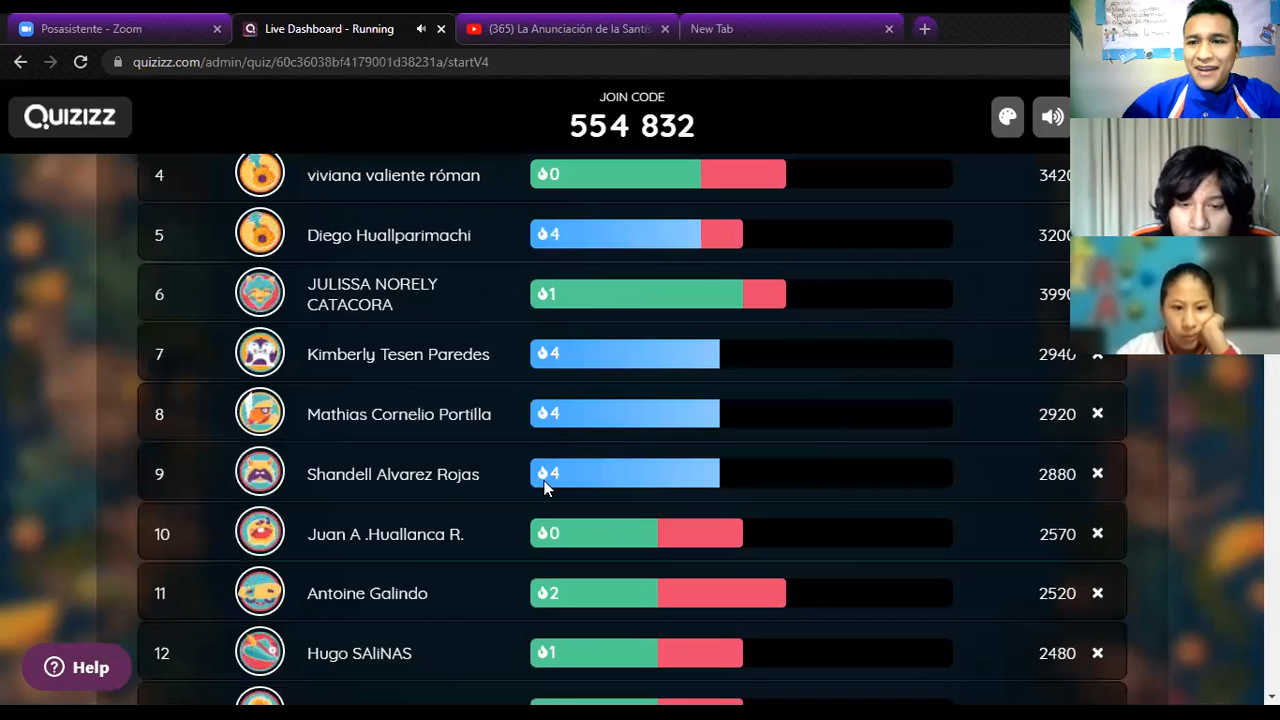 Posasistente - Zoom
Live Dashboard - Running
(365) La Anunciación de la Santís
New Tab
quizizz.com/admin/quiz/
/startV4
QUIZIZZ
JOIN CODE
554 832
4 viviana valiente róman 0 3420
5 Diego Huallparimachi 4 3200
6 JULISSA NORELY CATACORA 1 3990
7 Kimberly Tesen Paredes 4 2940
8 Mathias Cornelio Portilla 4 2920
9 Shandell Alvarez Rojas 4 2880
10 Juan A .Huallanca R. 0 2570
11 Antoine Galindo 2 2520
12 Hugo SAliNAS 1 2480
Help